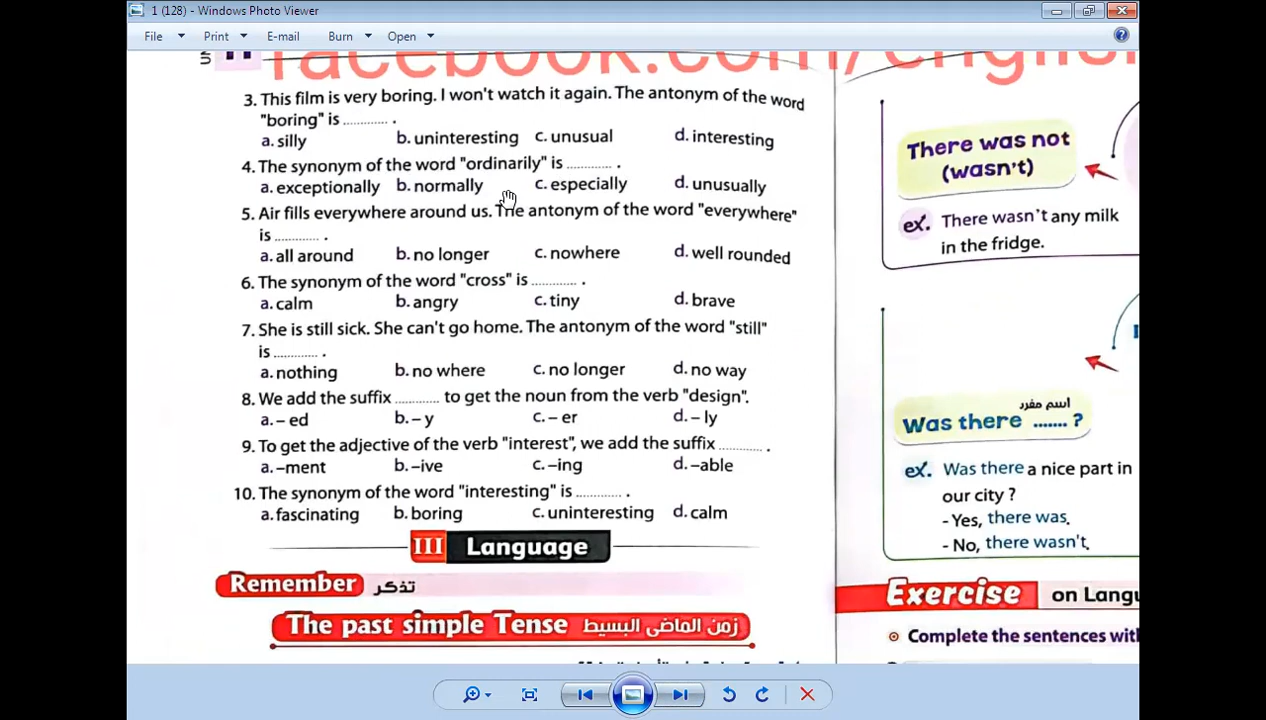 1 (128) - Windows Photo Viewer
File Print E-mail Burn Open
facebook.com/english
3. This film is very boring. I won't watch it again. The antonym of the word
"boring" is ............ .
a. silly b. uninteresting c. unusual d. interesting
4. The synonym of the word "ordinarily" is ............ .
a. exceptionally b. normally c. especially d. unusually
5. Air fills everywhere around us. The antonym of the word "everywhere"
is ............ .
a. all around b. no longer c. nowhere d. well rounded
6. The synonym of the word "cross" is ............ .
a. calm b. angry c. tiny d. brave
7. She is still sick. She can't go home. The antonym of the word "still"
is ............ .
a. nothing b. no where c. no longer d. no way
8. We add the suffix ............ to get the noun from the verb "design".
a. – ed b. – y c. – er d. – ly
9. To get the adjective of the verb "interest", we add the suffix ............ .
a. –ment b. –ive c. –ing d. –able
10. The synonym of the word "interesting" is ............ .
a. fascinating b. boring c. uninteresting d. calm
III Language
Remember تذكر
The past simple Tense زمن الماضى البسيط
There was not
(wasn't)
ex. There wasn't any milk
in the fridge.
اسم مفرد
Was there ....... ?
ex. Was there a nice part in
our city ?
- Yes, there was.
- No, there wasn't.
Exercise on Langu
Complete the sentences wit